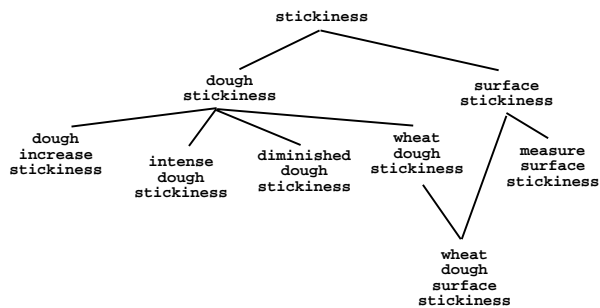 stickiness
dough
stickiness
surface
stickiness
dough
increase
stickiness
intense
dough
stickiness
diminished
dough
stickiness
wheat
dough
stickiness
measure
surface
stickiness
wheat
dough
surface
stickiness